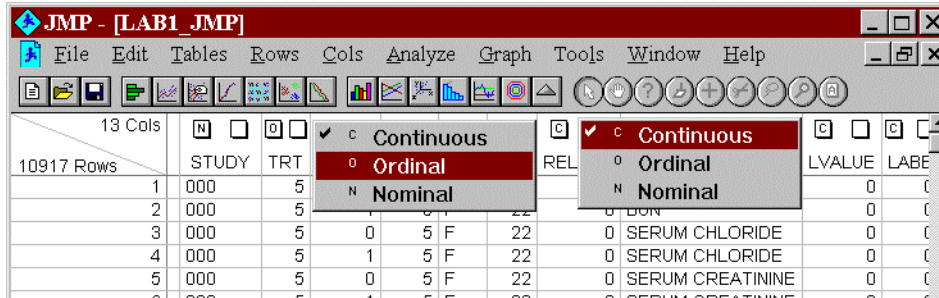 JMP - [LAB1_JMP]
File Edit Tables Rows Cols Analyze Graph Tools Window Help
13 Cols N O C C C
10917 Rows STUDY TRT REL LVALUE LABE
✔ C Continuous
O Ordinal
N Nominal
✔ C Continuous
O Ordinal
N Nominal
1 000 5 0
2 000 5 5 F 22 0 BUN 0
3 000 5 0 5 F 22 0 SERUM CHLORIDE 0
4 000 5 1 5 F 22 0 SERUM CHLORIDE 0
5 000 5 0 5 F 22 0 SERUM CREATININE 0